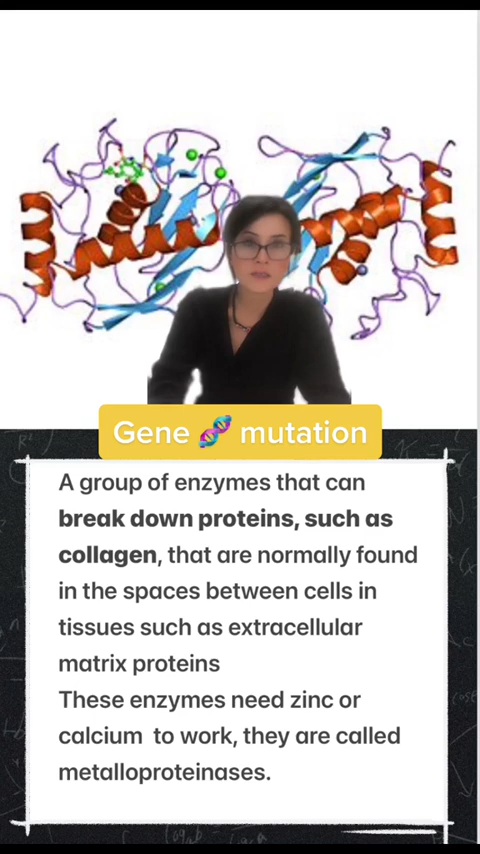 Gene 🧬 mutation
A group of enzymes that can
break down proteins, such as
collagen, that are normally found
in the spaces between cells in
tissues such as extracellular
matrix proteins
These enzymes need zinc or
calcium to work, they are called
metalloproteinases.